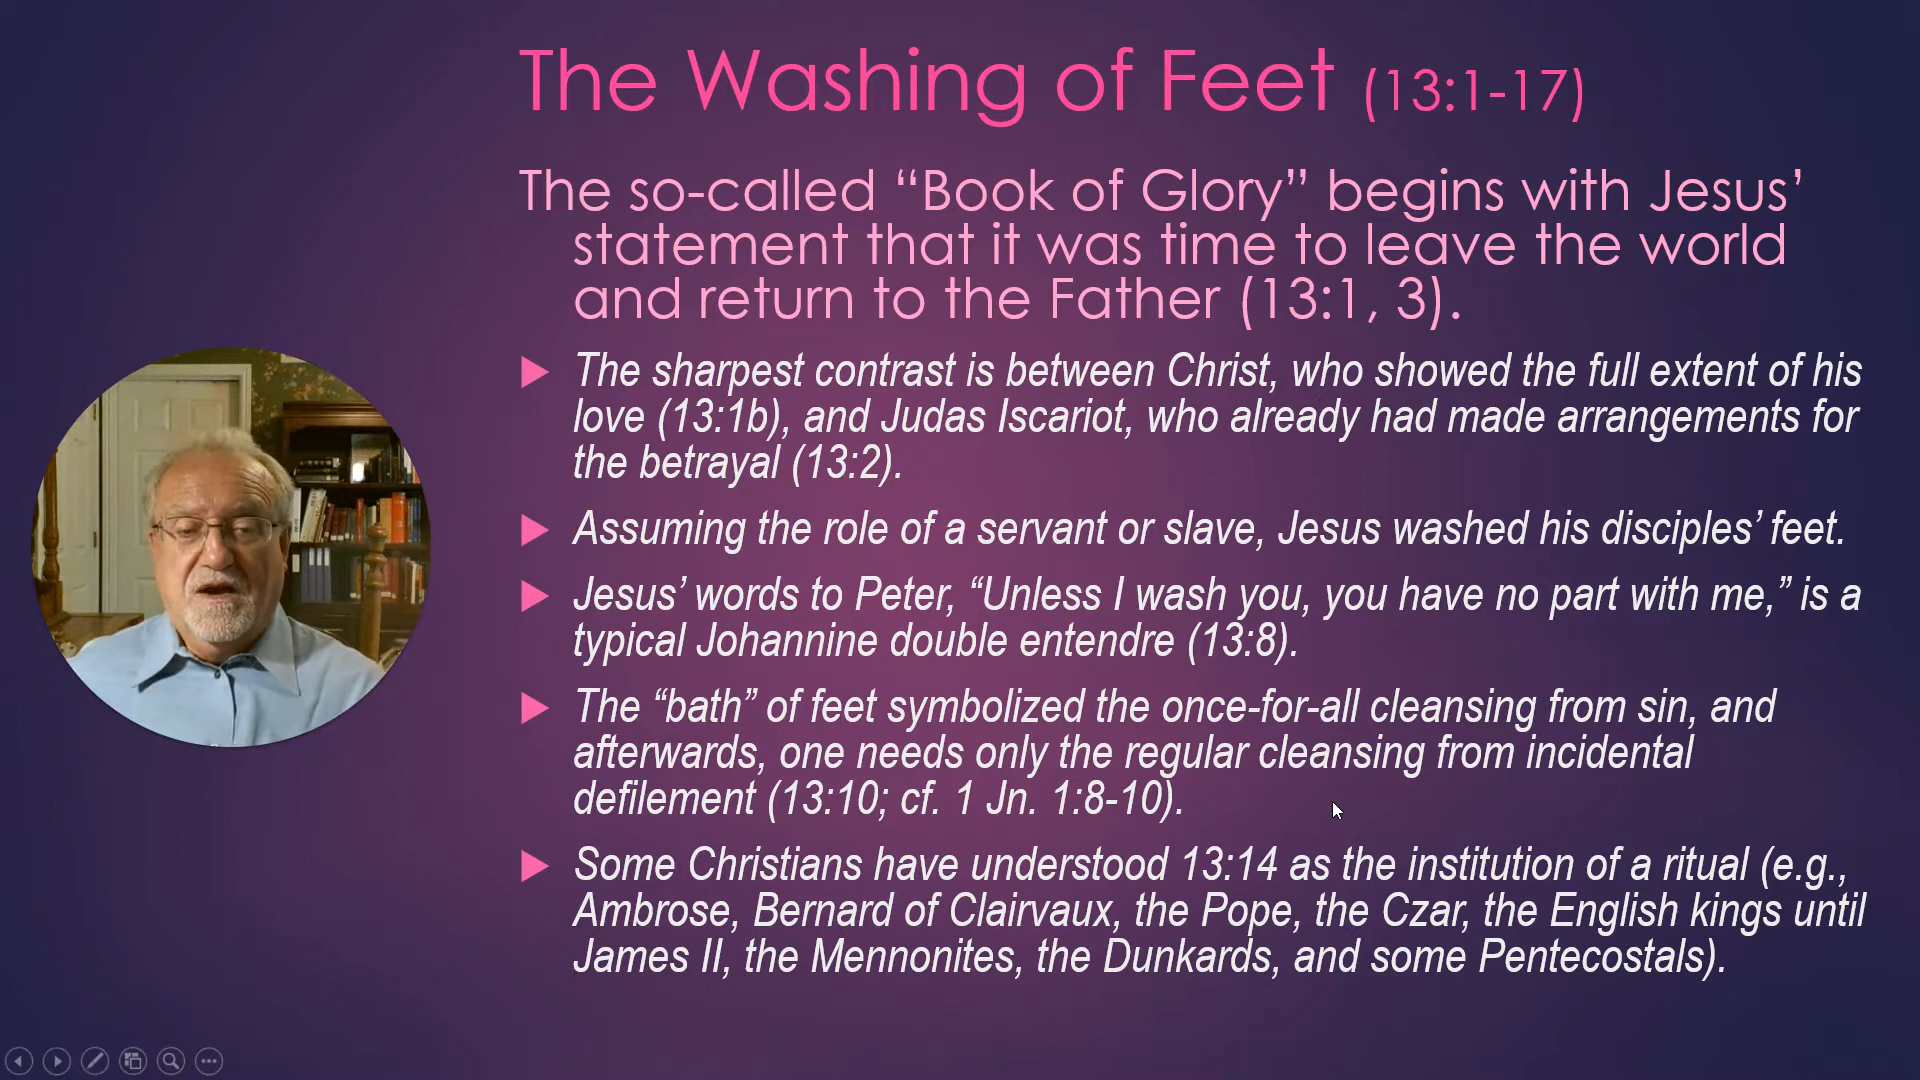 The Washing of Feet (13:1-17)
The so-called “Book of Glory” begins with Jesus’
statement that it was time to leave the world
and return to the Father (13:1, 3).
The sharpest contrast is between Christ, who showed the full extent of his
love (13:1b), and Judas Iscariot, who already had made arrangements for
the betrayal (13:2).
Assuming the role of a servant or slave, Jesus washed his disciples’ feet.
Jesus’ words to Peter, “Unless I wash you, you have no part with me,” is a
typical Johannine double entendre (13:8).
The “bath” of feet symbolized the once-for-all cleansing from sin, and
afterwards, one needs only the regular cleansing from incidental
defilement (13:10; cf. 1 Jn. 1:8-10).
Some Christians have understood 13:14 as the institution of a ritual (e.g.,
Ambrose, Bernard of Clairvaux, the Pope, the Czar, the English kings until
James II, the Mennonites, the Dunkards, and some Pentecostals).